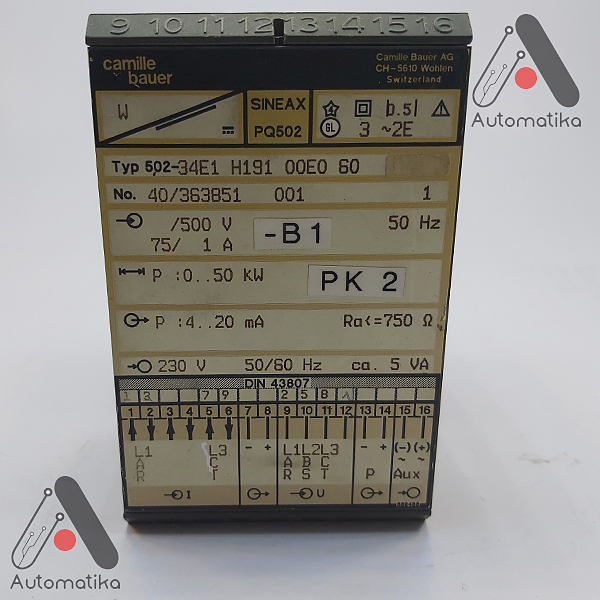 9 10 11 12 13 14 15 16
camille
bauer
Camille Bauer AG
CH-5610 Wohlen
Switzerland
Automatika
W
SINEAX
PQ502
4 b.s
GL 3 ~2E
Typ 502-34E1 H191 00E0 60
No. 40/363851 001 1
/500 V 50 Hz
75/ 1 A
-B1
P :0..50 kW
PK 2
P :4..20 mA Ra<=750 Ω
230 V 50/60 Hz ca. 5 VA
DIN 43807
1 3 7 9 2 5 8
1 2 3 4 5 6 7 8 9 10 11 12 13 14 15 16
L1 L3 - + L1 L2 L3 - + (-) (+)
A C A B C ~ ~
R T R S T P Aux
I U
Automatika
Automatika